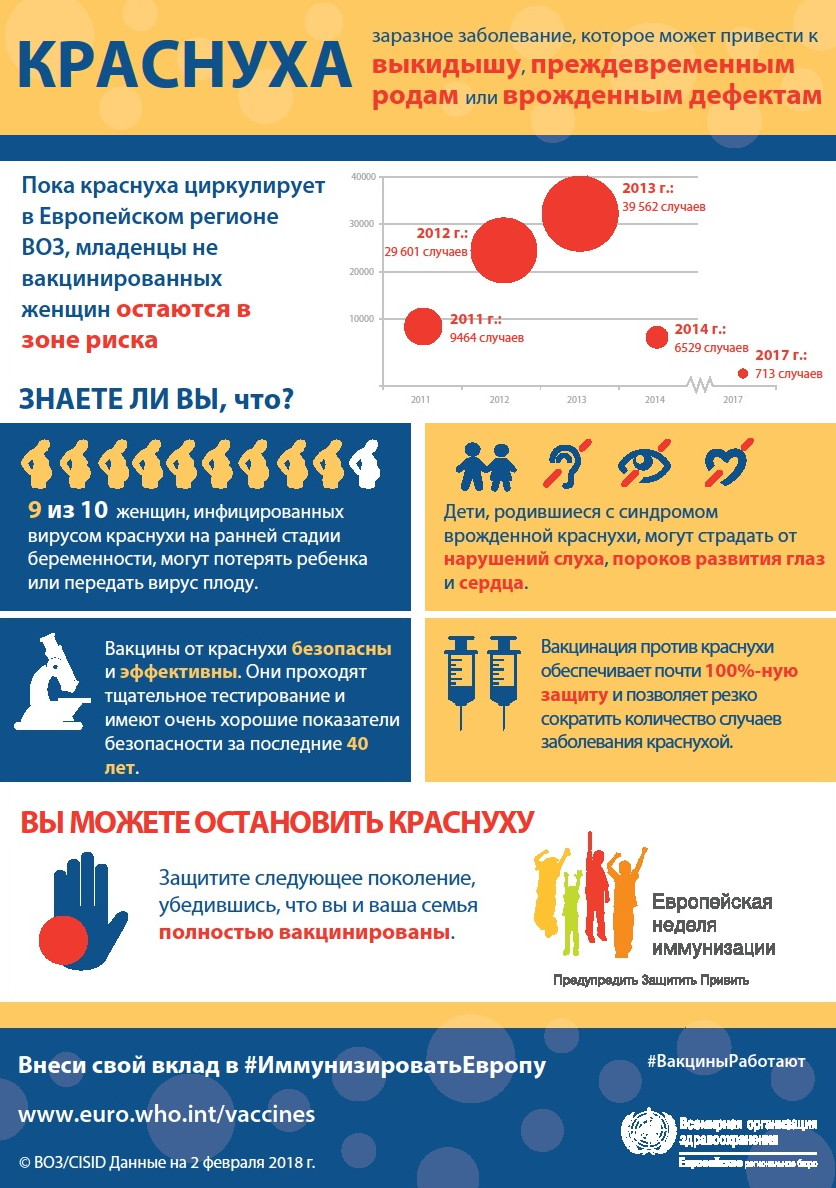 КРАСНУХА
заразное заболевание, которое может привести к
выкидышу, преждевременным
родам или врожденным дефектам
Пока краснуха циркулирует
в Европейском регионе
ВОЗ, младенцы не
вакцинированных
женщин остаются в
зоне риска
40000
30000
20000
10000
2013 г.:
39 562 случаев
2012 г.:
29 601 случаев
2011 г.:
9464 случаев
2014 г.:
6529 случаев
2017 г.:
713 случаев
2011
2012
2013
2014
2017
ЗНАЕТЕ ЛИ ВЫ, что?
9 из 10 женщин, инфицированных
вирусом краснухи на ранней стадии
беременности, могут потерять ребенка
или передать вирус плоду.
Дети, родившиеся с синдромом
врожденной краснухи, могут страдать от
нарушений слуха, пороков развития глаз
и сердца.
Вакцины от краснухи безопасны
и эффективны. Они проходят
тщательное тестирование и
имеют очень хорошие показатели
безопасности за последние 40
лет.
Вакцинация против краснухи
обеспечивает почти 100%-ную
защиту и позволяет резко
сократить количество случаев
заболевания краснухой.
ВЫ МОЖЕТЕ ОСТАНОВИТЬ КРАСНУХУ
Защитите следующее поколение,
убедившись, что вы и ваша семья
полностью вакцинированы.
Европейская
неделя
иммунизации
Предупредить Защитить Привить
Внеси свой вклад в #ИммунизироватьЕвропу
#ВакциныРаботают
www.euro.who.int/vaccines
Всемирная организация
здравоохранения
Европейское региональное бюро
© ВОЗ/CISID Данные на 2 февраля 2018 г.